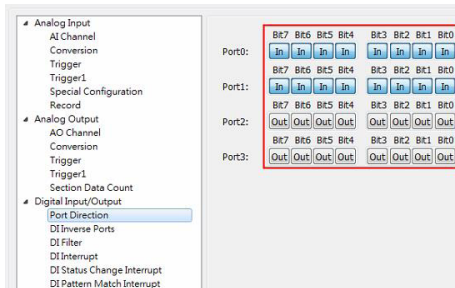 Analog Input
AI Channel
Conversion
Trigger
Trigger1
Special Configuration
Record
Analog Output
AO Channel
Conversion
Trigger
Trigger1
Section Data Count
Digital Input/Output
Port Direction
DI Inverse Ports
DI Filter
DI Interrupt
DI Status Change Interrupt
DI Pattern Match Interrupt
Bit7 Bit6 Bit5 Bit4 Bit3 Bit2 Bit1 Bit0
Port0: In In In In In In In In
Bit7 Bit6 Bit5 Bit4 Bit3 Bit2 Bit1 Bit0
Port1: In In In In In In In In
Bit7 Bit6 Bit5 Bit4 Bit3 Bit2 Bit1 Bit0
Port2: Out Out Out Out Out Out Out Out
Bit7 Bit6 Bit5 Bit4 Bit3 Bit2 Bit1 Bit0
Port3: Out Out Out Out Out Out Out Out